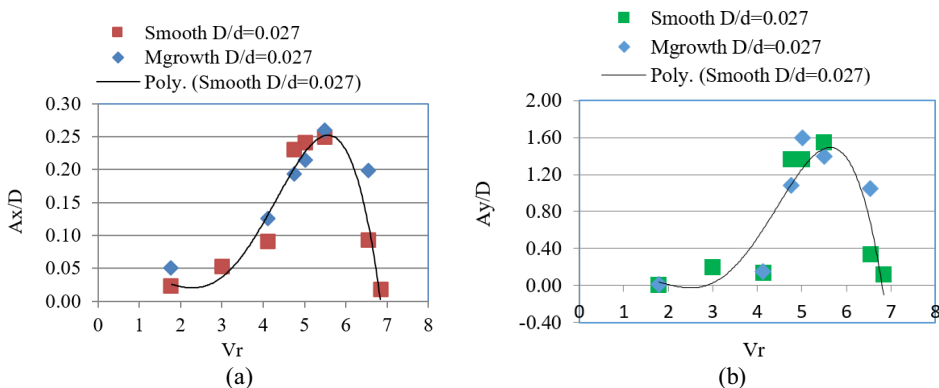 (a)
Smooth D/d=0.027
Mgrowth D/d=0.027
Poly. (Smooth D/d=0.027)
0.30
0.25
0.20
0.15
0.10
0.05
0.00
Ax/D
0 1 2 3 4 5 6 7 8
Vr
(a)
(b)
Smooth D/d=0.027
Mgrowth D/d=0.027
Poly. (Smooth D/d=0.027)
2.00
1.60
1.20
0.80
0.40
0.00
-0.40
Ay/D
0 1 2 3 4 5 6 7 8
Vr
(b)